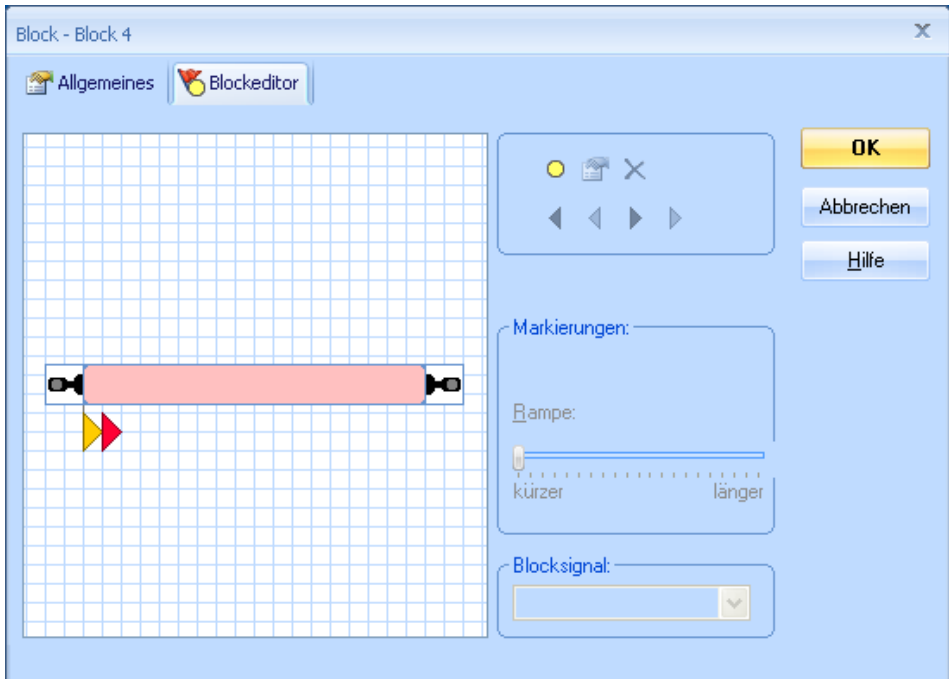 Block - Block 4
Allgemeines
Blockeditor
OK
Abbrechen
Hilfe
Markierungen:
Rampe:
kürzer länger
Blocksignal: